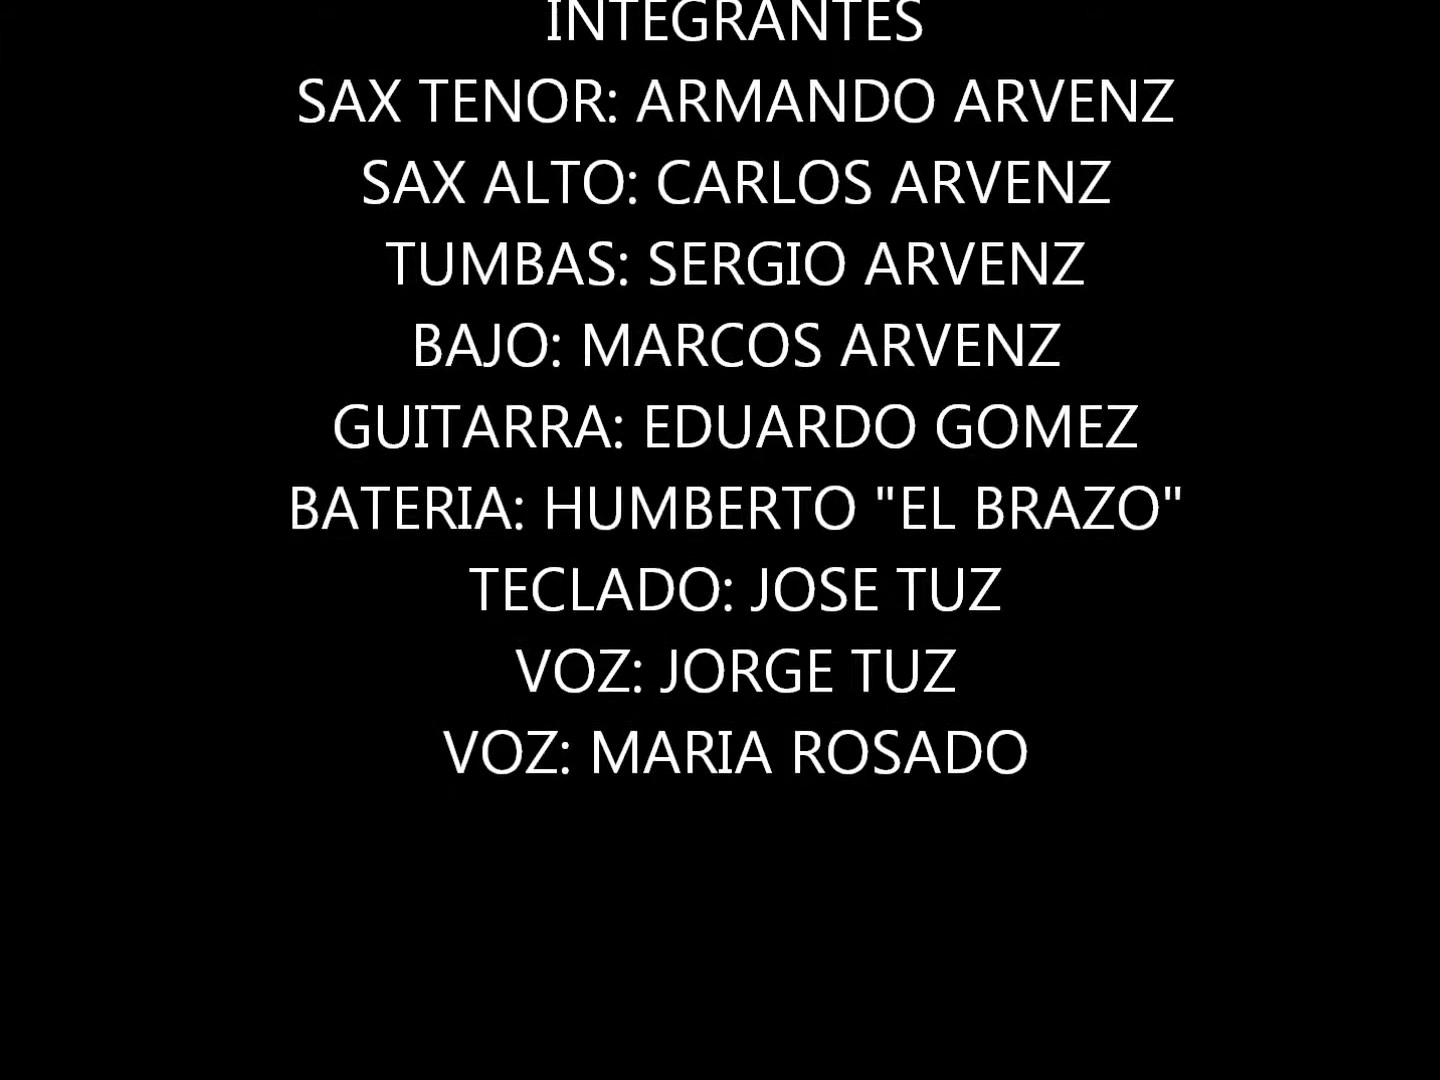 INTEGRANTES
SAX TENOR: ARMANDO ARVENZ
SAX ALTO: CARLOS ARVENZ
TUMBAS: SERGIO ARVENZ
BAJO: MARCOS ARVENZ
GUITARRA: EDUARDO GOMEZ
BATERIA: HUMBERTO "EL BRAZO"
TECLADO: JOSE TUZ
VOZ: JORGE TUZ
VOZ: MARIA ROSADO